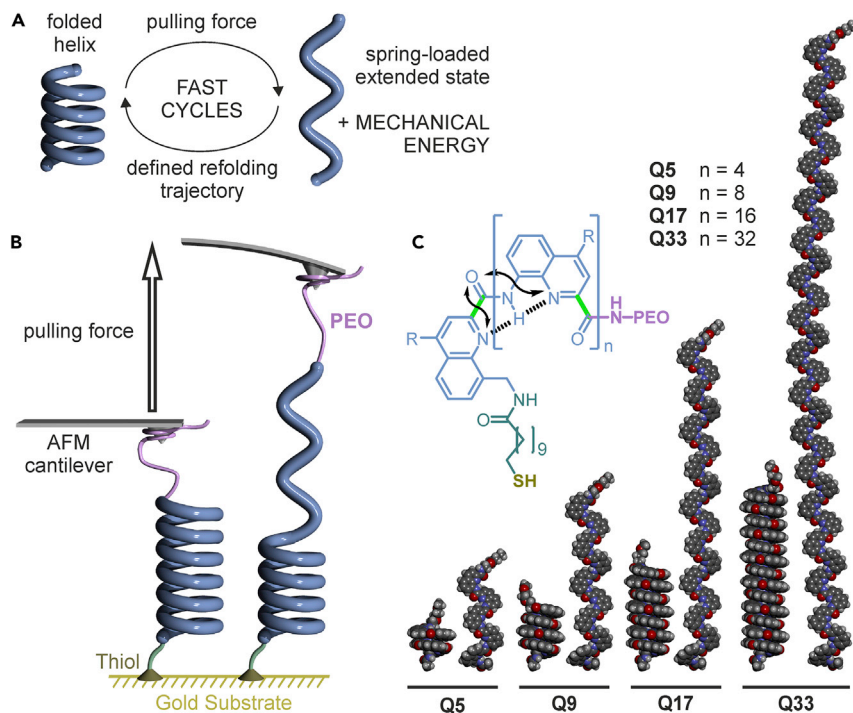 A
folded
helix
pulling force
FAST
CYCLES
defined refolding
trajectory
spring-loaded
extended state
+ MECHANICAL
ENERGY
B
pulling force
AFM
cantilever
PEO
Thiol
Gold Substrate
C
Q5 n = 4
Q9 n = 8
Q17 n = 16
Q33 n = 32
R
O
N
H
N
O
H
N–PEO
n
R
N
NH
O
9
SH
Q5
Q9
Q17
Q33